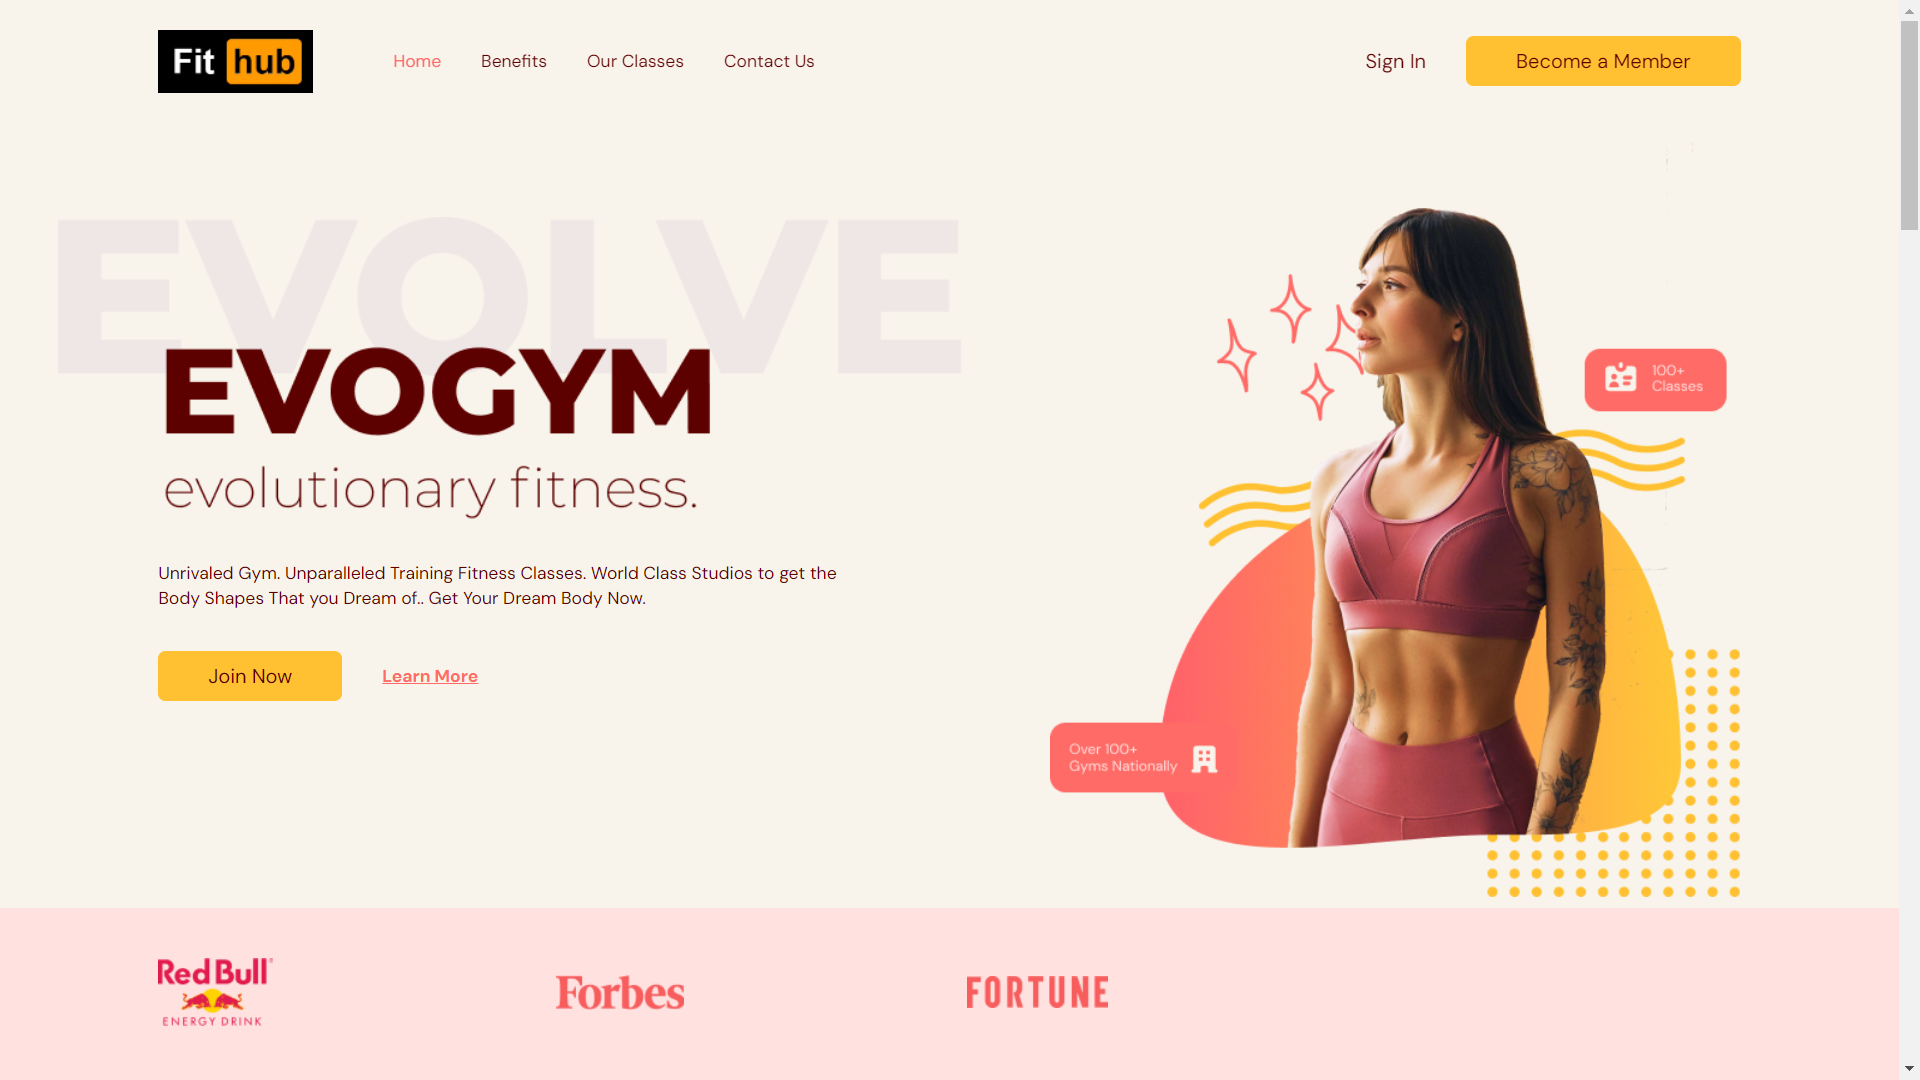 Fit hub
Home
Benefits
Our Classes
Contact Us
Sign In
Become a Member
EVOLVE
EVOGYM
evolutionary fitness.
Unrivaled Gym. Unparalleled Training Fitness Classes. World Class Studios to get the
Body Shapes That you Dream of.. Get Your Dream Body Now.
Join Now
Learn More
100+
Classes
Over 100+
Gyms Nationally
Red Bull
ENERGY DRINK
Forbes
FORTUNE